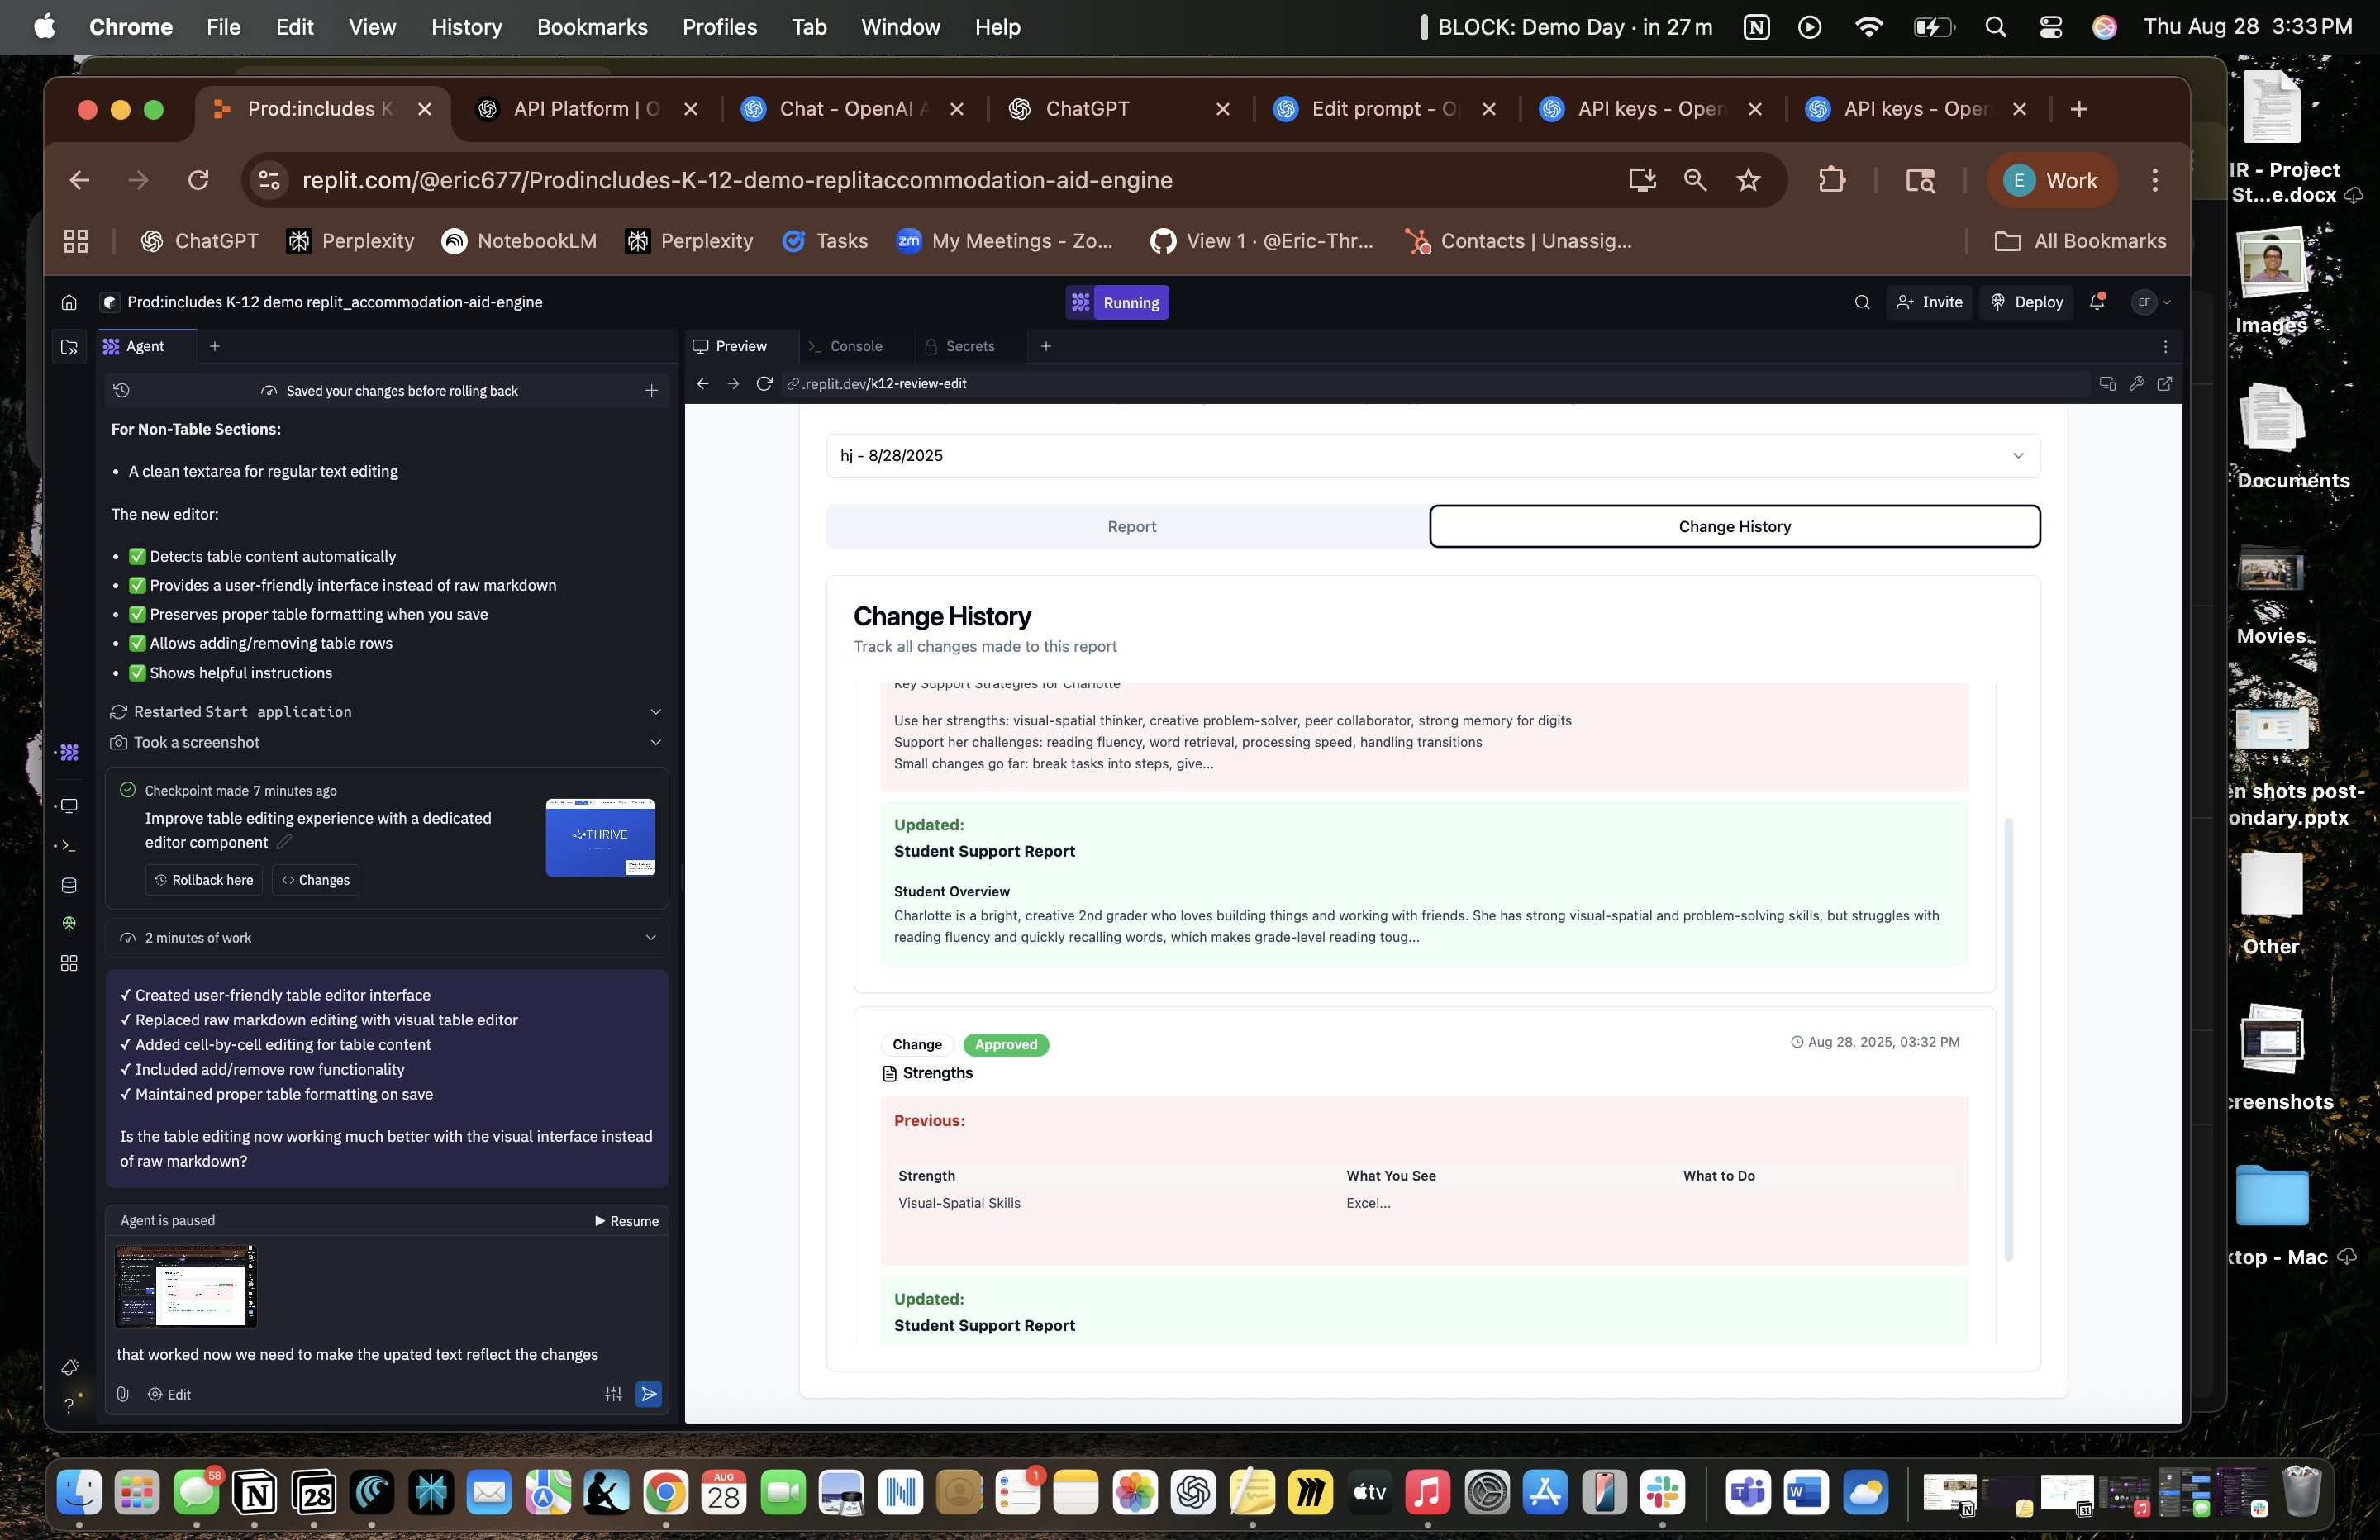 Chrome File Edit View History Bookmarks Profiles Tab Window Help
BLOCK: Demo Day · in 27 m
Thu Aug 28 3:33 PM
Prod:includes K
API Platform | O
Chat - OpenAI A
ChatGPT
Edit prompt - O
API keys - Open
API keys - Open
replit.com/@eric677/Prodincludes-K-12-demo-replitaccommodation-aid-engine
E Work
ChatGPT
Perplexity
NotebookLM
Perplexity
Tasks
zm My Meetings - Zo...
View 1 · @Eric-Thr...
Contacts | Unassig...
All Bookmarks
Prod:includes K-12 demo replit_accommodation-aid-engine
Running
Invite
Deploy
EF
Agent
Saved your changes before rolling back
For Non-Table Sections:
• A clean textarea for regular text editing
The new editor:
• ✅ Detects table content automatically
• ✅ Provides a user-friendly interface instead of raw markdown
• ✅ Preserves proper table formatting when you save
• ✅ Allows adding/removing table rows
• ✅ Shows helpful instructions
Restarted Start application
Took a screenshot
Checkpoint made 7 minutes ago
Improve table editing experience with a dedicated
editor component
THRIVE
Rollback here
Changes
2 minutes of work
✓ Created user-friendly table editor interface
✓ Replaced raw markdown editing with visual table editor
✓ Added cell-by-cell editing for table content
✓ Included add/remove row functionality
✓ Maintained proper table formatting on save
Is the table editing now working much better with the visual interface instead
of raw markdown?
Agent is paused
Resume
that worked now we need to make the upated text reflect the changes
Edit
Preview
Console
Secrets
.replit.dev/k12-review-edit
hj - 8/28/2025
Report
Change History
Change History
Track all changes made to this report
Key Support Strategies for Charlotte
Use her strengths: visual-spatial thinker, creative problem-solver, peer collaborator, strong memory for digits
Support her challenges: reading fluency, word retrieval, processing speed, handling transitions
Small changes go far: break tasks into steps, give...
Updated:
Student Support Report
Student Overview
Charlotte is a bright, creative 2nd grader who loves building things and working with friends. She has strong visual-spatial and problem-solving skills, but struggles with
reading fluency and quickly recalling words, which makes grade-level reading toug...
Change
Approved
Aug 28, 2025, 03:32 PM
Strengths
Previous:
Strength What You See What to Do
Visual-Spatial Skills Excel...
Updated:
Student Support Report
IR - Project
St...e.docx
Images
Documents
Movies
en shots post-
ondary.pptx
Other
creenshots
ktop - Mac
58
28
AUG
28
1
tv